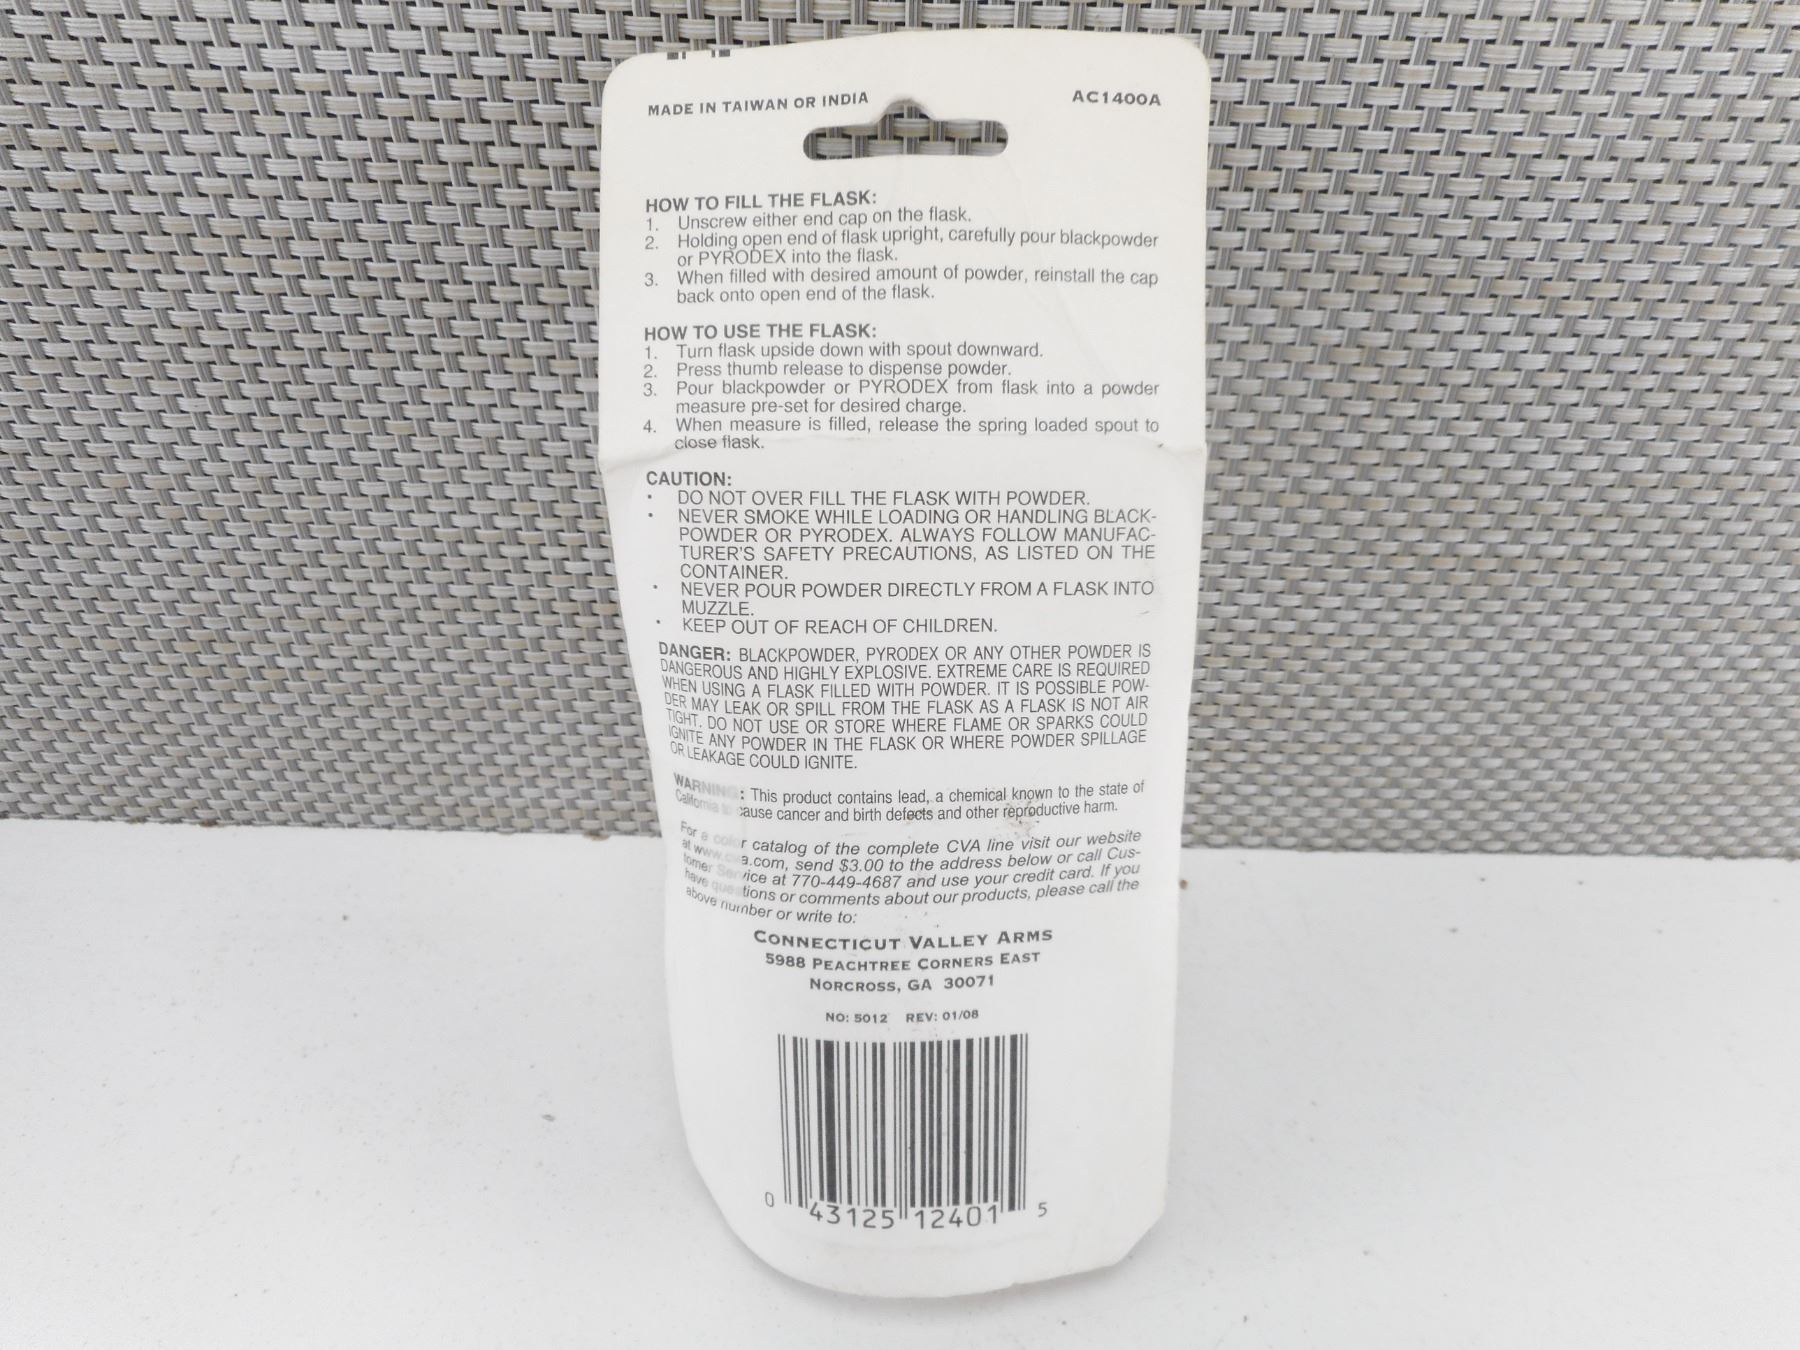 MADE IN TAIWAN OR INDIA
AC1400A
HOW TO FILL THE FLASK:
1. Unscrew either end cap on the flask.
2. Holding open end of flask upright, carefully pour blackpowder
or PYRODEX into the flask.
3. When filled with desired amount of powder, reinstall the cap
back onto open end of the flask.
HOW TO USE THE FLASK:
1. Turn flask upside down with spout downward.
2. Press thumb release to dispense powder.
3. Pour blackpowder or PYRODEX from flask into a powder
measure pre-set for desired charge.
4. When measure is filled, release the spring loaded spout to
close flask.
CAUTION:
• DO NOT OVER FILL THE FLASK WITH POWDER.
• NEVER SMOKE WHILE LOADING OR HANDLING BLACK-
POWDER OR PYRODEX. ALWAYS FOLLOW MANUFAC-
TURER'S SAFETY PRECAUTIONS, AS LISTED ON THE
CONTAINER.
• NEVER POUR POWDER DIRECTLY FROM A FLASK INTO
MUZZLE.
• KEEP OUT OF REACH OF CHILDREN.
DANGER: BLACKPOWDER, PYRODEX OR ANY OTHER POWDER IS
DANGEROUS AND HIGHLY EXPLOSIVE. EXTREME CARE IS REQUIRED
WHEN USING A FLASK FILLED WITH POWDER. IT IS POSSIBLE POW-
DER MAY LEAK OR SPILL FROM THE FLASK AS A FLASK IS NOT AIR
TIGHT. DO NOT USE OR STORE WHERE FLAME OR SPARKS COULD
IGNITE ANY POWDER IN THE FLASK OR WHERE POWDER SPILLAGE
OR LEAKAGE COULD IGNITE.
WARNING: This product contains lead, a chemical known to the state of
California to cause cancer and birth defects and other reproductive harm.
For a color catalog of the complete CVA line visit our website
at www.cva.com, send $3.00 to the address below or call Cus-
tomer Service at 770-449-4687 and use your credit card. If you
have questions or comments about our products, please call the
above number or write to:
CONNECTICUT VALLEY ARMS
5988 PEACHTREE CORNERS EAST
NORCROSS, GA 30071
NO: 5012 REV: 01/08
0 43125 12401 5